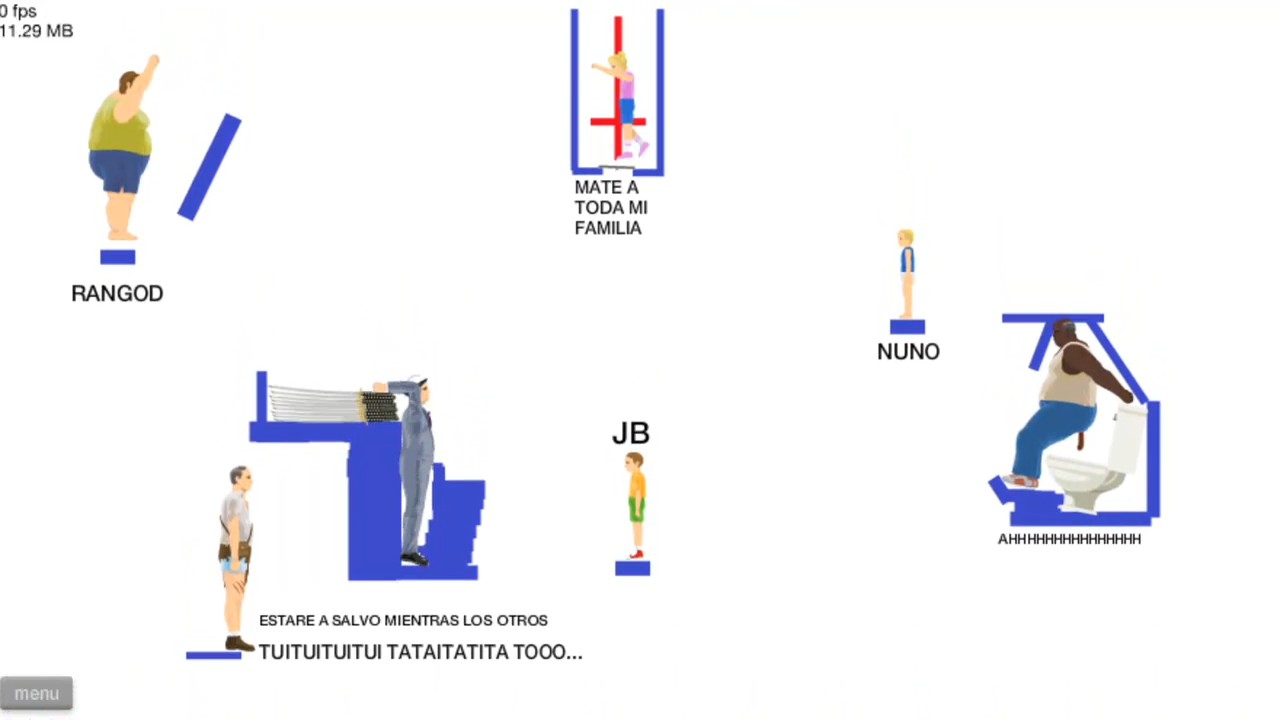 0 fps
11.29 MB
MATE A
TODA MI
FAMILIA
RANGOD
NUNO
JB
AHHHHHHHHHHHHHHH
ESTARE A SALVO MIENTRAS LOS OTROS
TUITUITUITUI TATAITATITA TOOO...
menu